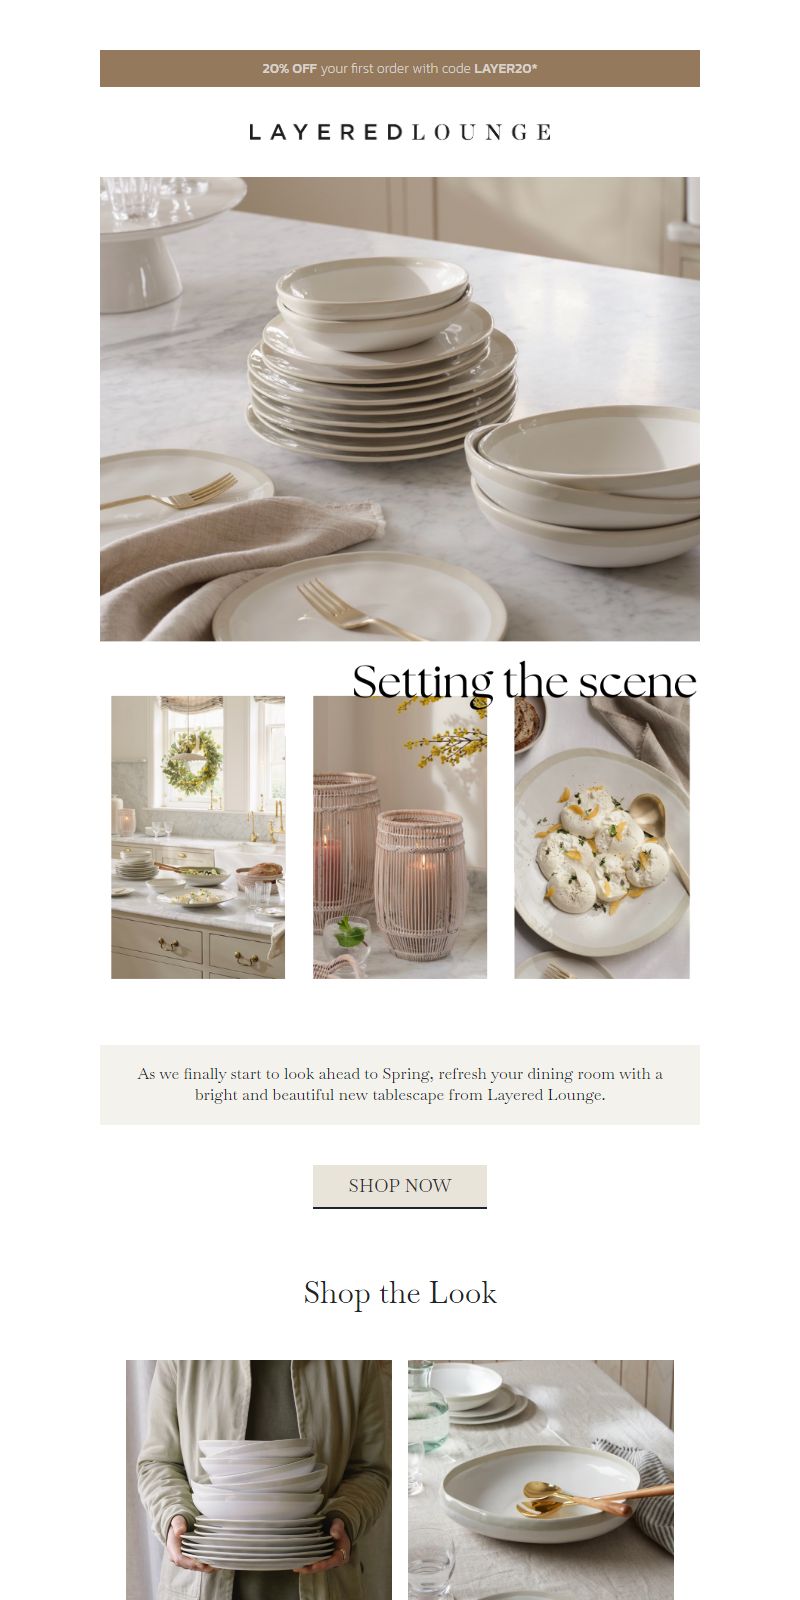 20% OFF your first order with code LAYER20*
LAYEREDLOUNGE
Setting the scene
As we finally start to look ahead to Spring, refresh your dining room with a
bright and beautiful new tablescape from Layered Lounge.
SHOP NOW
Shop the Look